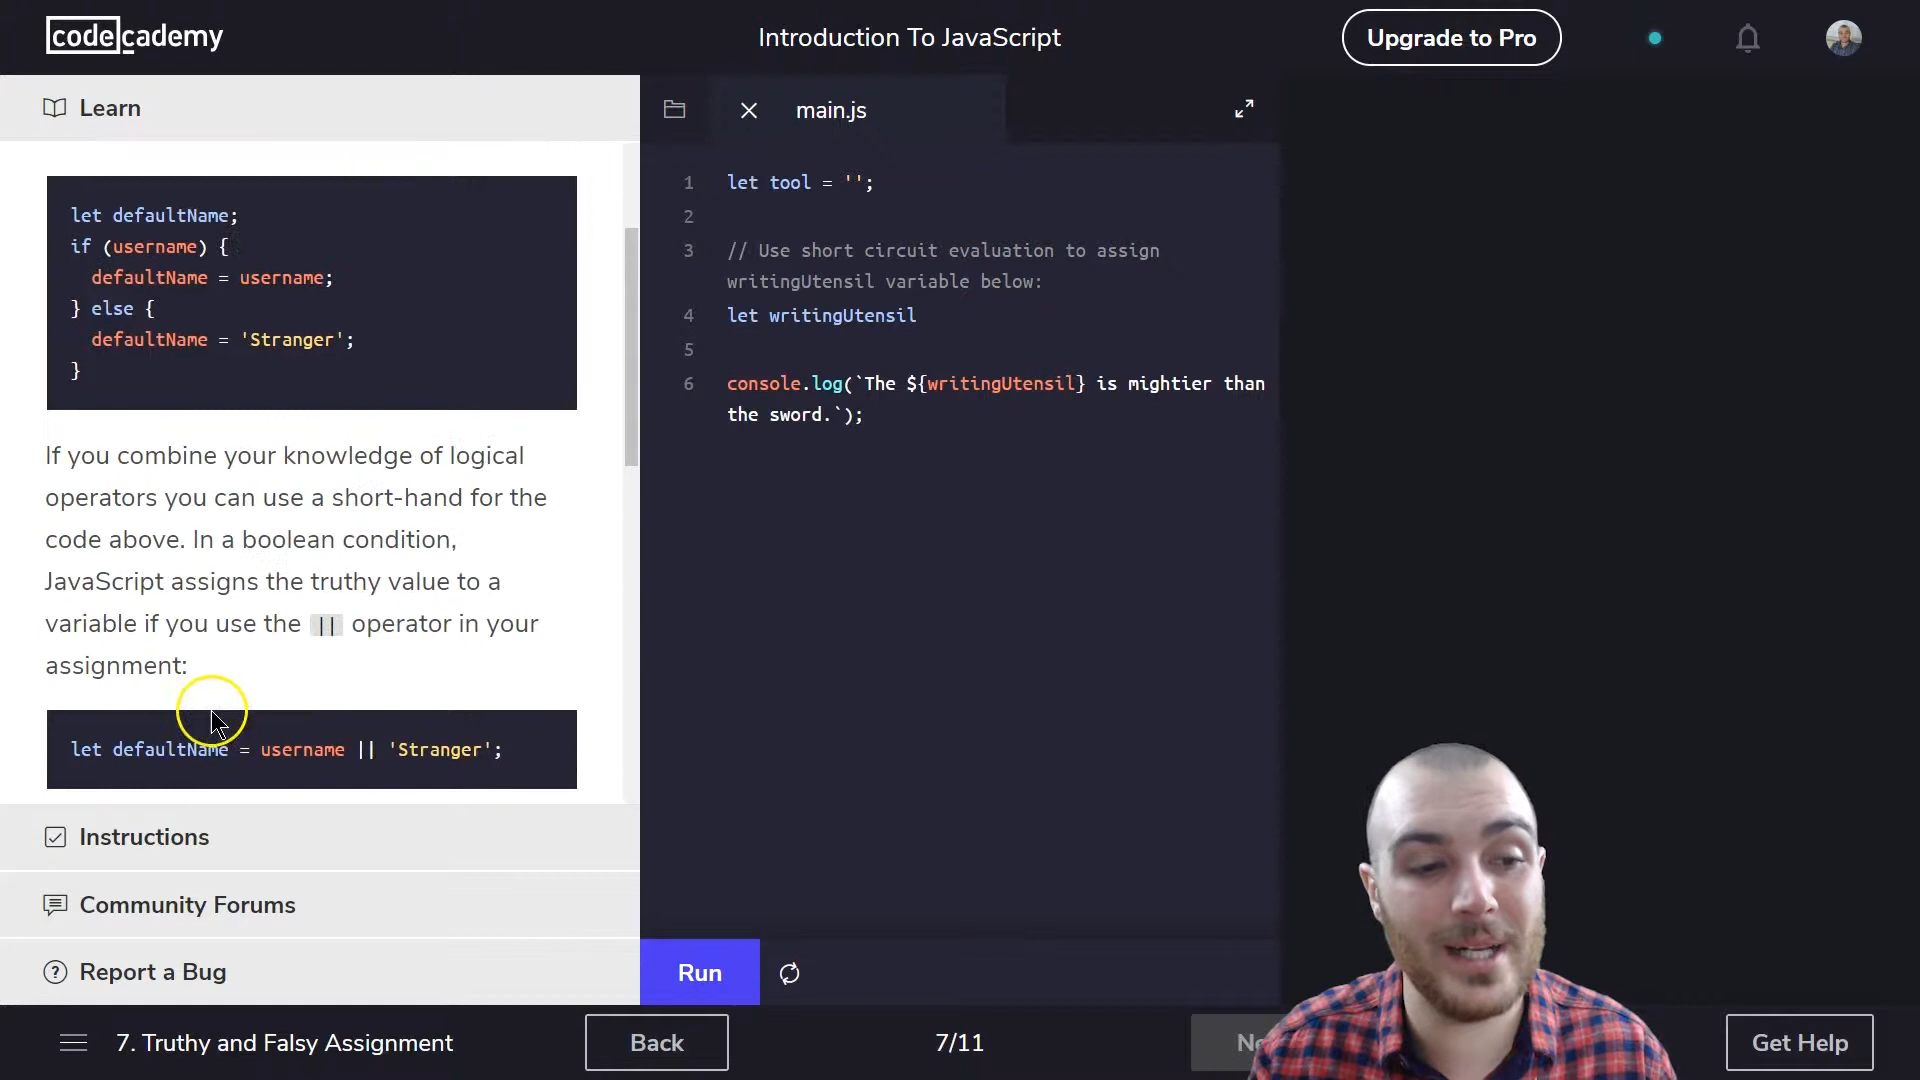 codecademy
Introduction To JavaScript
Upgrade to Pro
Learn
let defaultName;
if (username) {
defaultName = username;
} else {
defaultName = 'Stranger';
}
If you combine your knowledge of logical
operators you can use a short-hand for the
code above. In a boolean condition,
JavaScript assigns the truthy value to a
variable if you use the || operator in your
assignment:
let defaultName = username || 'Stranger';
Instructions
Community Forums
Report a Bug
main.js
1 let tool = '';
2
3 // Use short circuit evaluation to assign
writingUtensil variable below:
4 let writingUtensil
5
6 console.log(`The ${writingUtensil} is mightier than
the sword.`);
Run
7. Truthy and Falsy Assignment
Back
7/11
Get Help